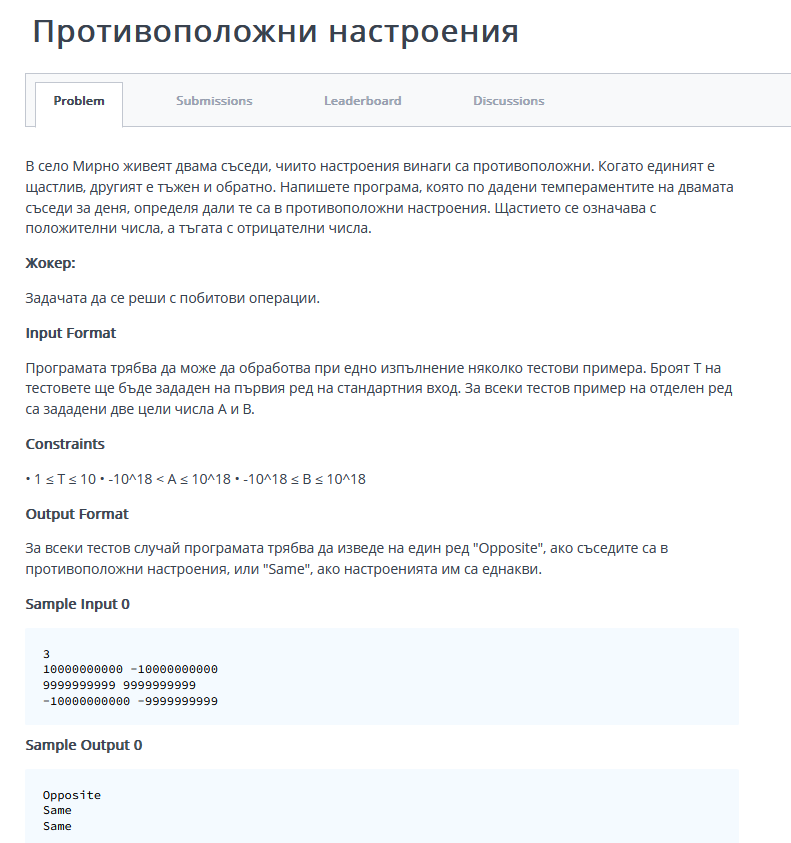 Противоположни настроения
Problem
Submissions
Leaderboard
Discussions
В село Мирно живеят двама съседи, чиито настроения винаги са противоположни. Когато единият е
щастлив, другият е тъжен и обратно. Напишете програма, която по дадени темпераментите на двамата
съседи за деня, определя дали те са в противоположни настроения. Щастието се означава с
положителни числа, а тъгата с отрицателни числа.
Жокер:
Задачата да се реши с побитови операции.
Input Format
Програмата трябва да може да обработва при едно изпълнение няколко тестови примера. Броят T на
тестовете ще бъде зададен на първия ред на стандартния вход. За всеки тестов пример на отделен ред
са зададени две цели числа A и B.
Constraints
• 1 ≤ T ≤ 10 • -10^18 < A ≤ 10^18 • -10^18 ≤ B ≤ 10^18
Output Format
За всеки тестов случай програмата трябва да изведе на един ред "Opposite", ако съседите са в
противоположни настроения, или "Same", ако настроенията им са еднакви.
Sample Input 0
3
10000000000 -10000000000
9999999999 9999999999
-10000000000 -9999999999
Sample Output 0
Opposite
Same
Same